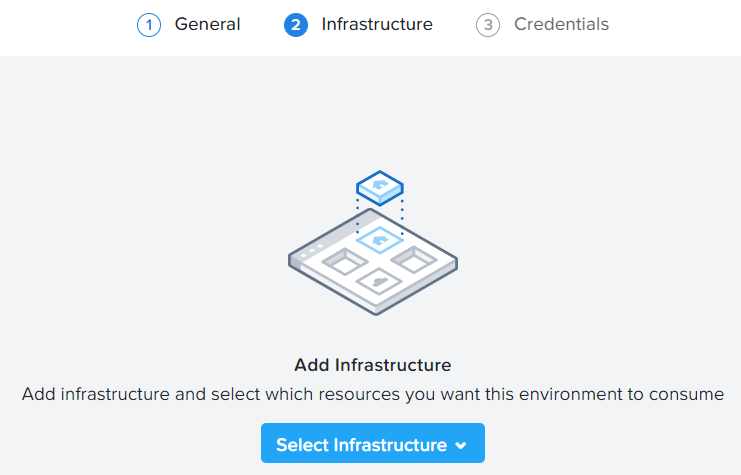 1 General 2 Infrastructure 3 Credentials
Add Infrastructure
Add infrastructure and select which resources you want this environment to consume
Select Infrastructure